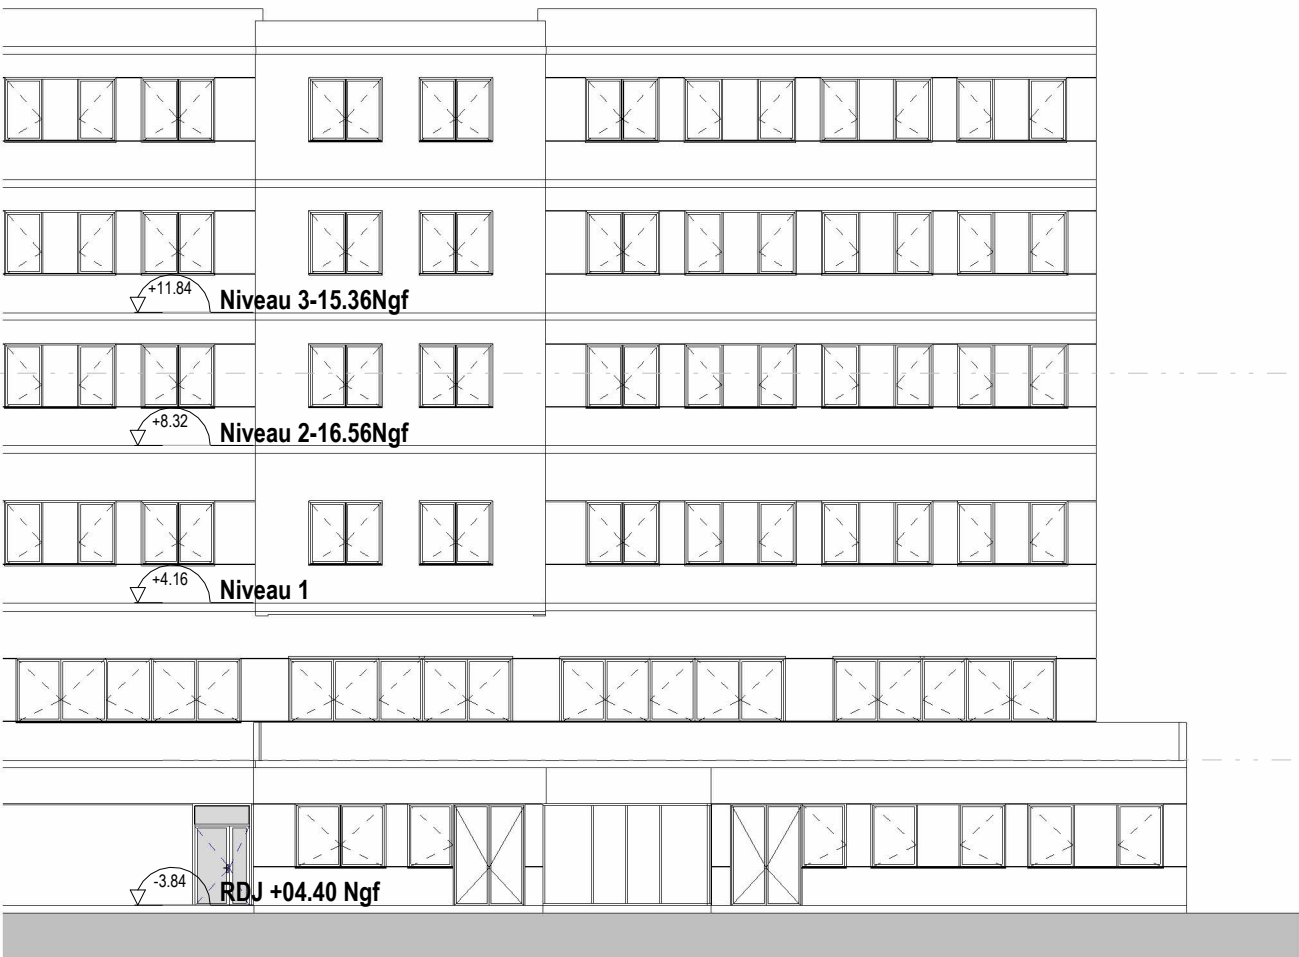 +11.84
Niveau 3-15.36Ngf
+8.32
Niveau 2-16.56Ngf
+4.16
Niveau 1
-3.84
RDJ +04.40 Ngf